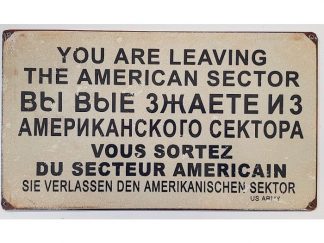 YOU ARE LEAVING
THE AMERICAN SECTOR
ВЫ ВЫЕ ЗЖАЕТЕ ИЗ
АМЕРИКАНСКОГО СЕКТОРА
VOUS SORTEZ
DU SECTEUR AMERICAIN
SIE VERLASSEN DEN AMERIKANISCHEN SEKTOR
US ARMY